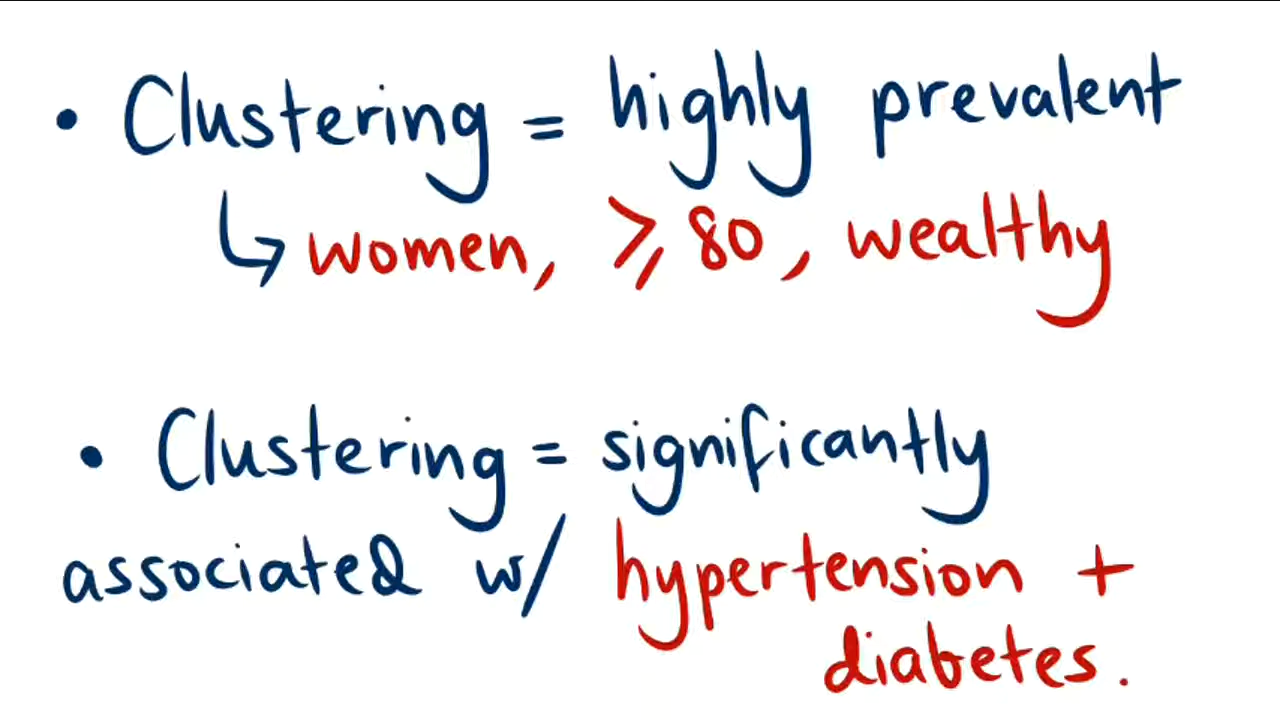 • Clustering = highly prevalent
↳ women, ≥ 80, wealthy
• Clustering = significantly
associated w/ hypertension +
diabetes.